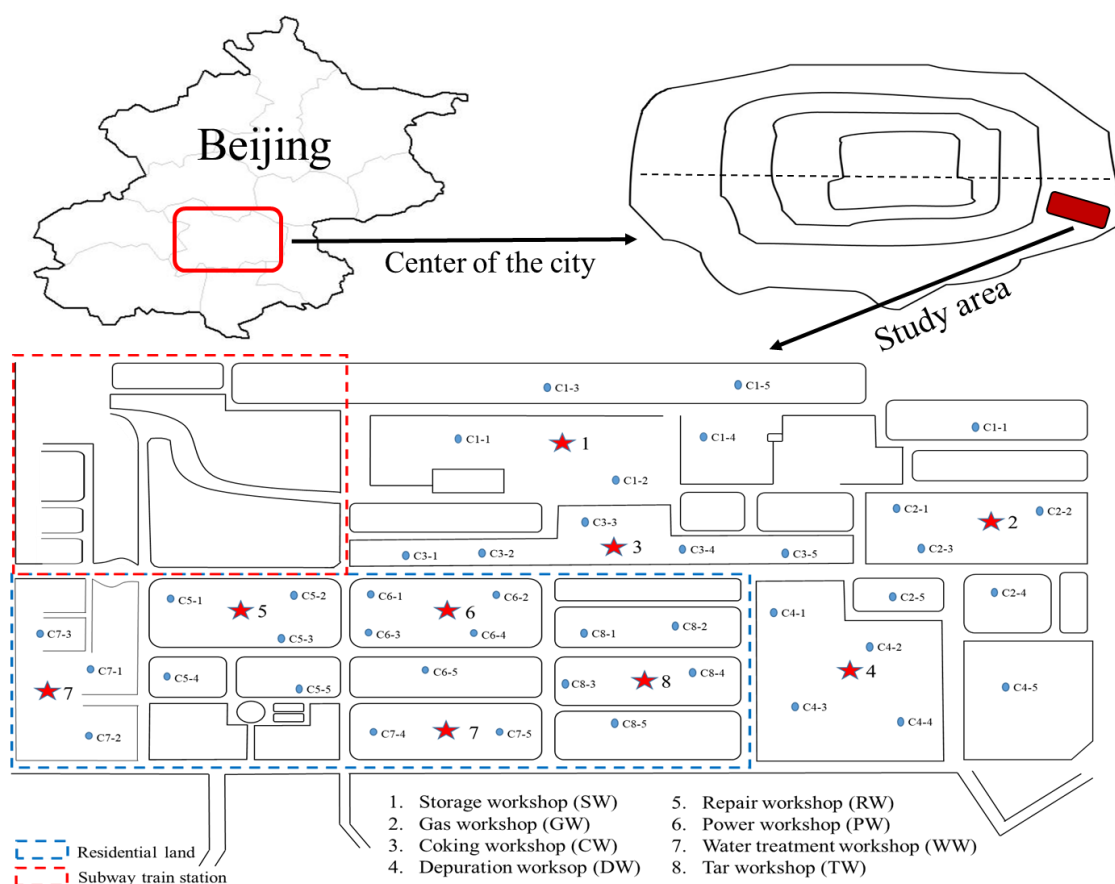 Beijing
Center of the city
Study area
C1-3
C1-5
C1-1
1
C1-4
C1-1
C1-2
C3-3
C2-1
2
C2-2
C3-1
C3-2
3
C3-4
C3-5
C2-3
C5-1
5
C5-2
C6-1
6
C6-2
C2-5
C2-4
C7-3
C5-3
C6-3
C6-4
C8-1
C8-2
C4-1
C4-2
C7-1
C5-4
C5-5
C6-5
C8-3
8
C8-4
4
C4-5
7
C7-2
C7-4
7
C7-5
C8-5
C4-3
C4-4
1. Storage workshop (SW)
2. Gas workshop (GW)
3. Coking workshop (CW)
4. Depuration worksop (DW)
5. Repair workshop (RW)
6. Power workshop (PW)
7. Water treatment workshop (WW)
8. Tar workshop (TW)
Residential land
Subway train station